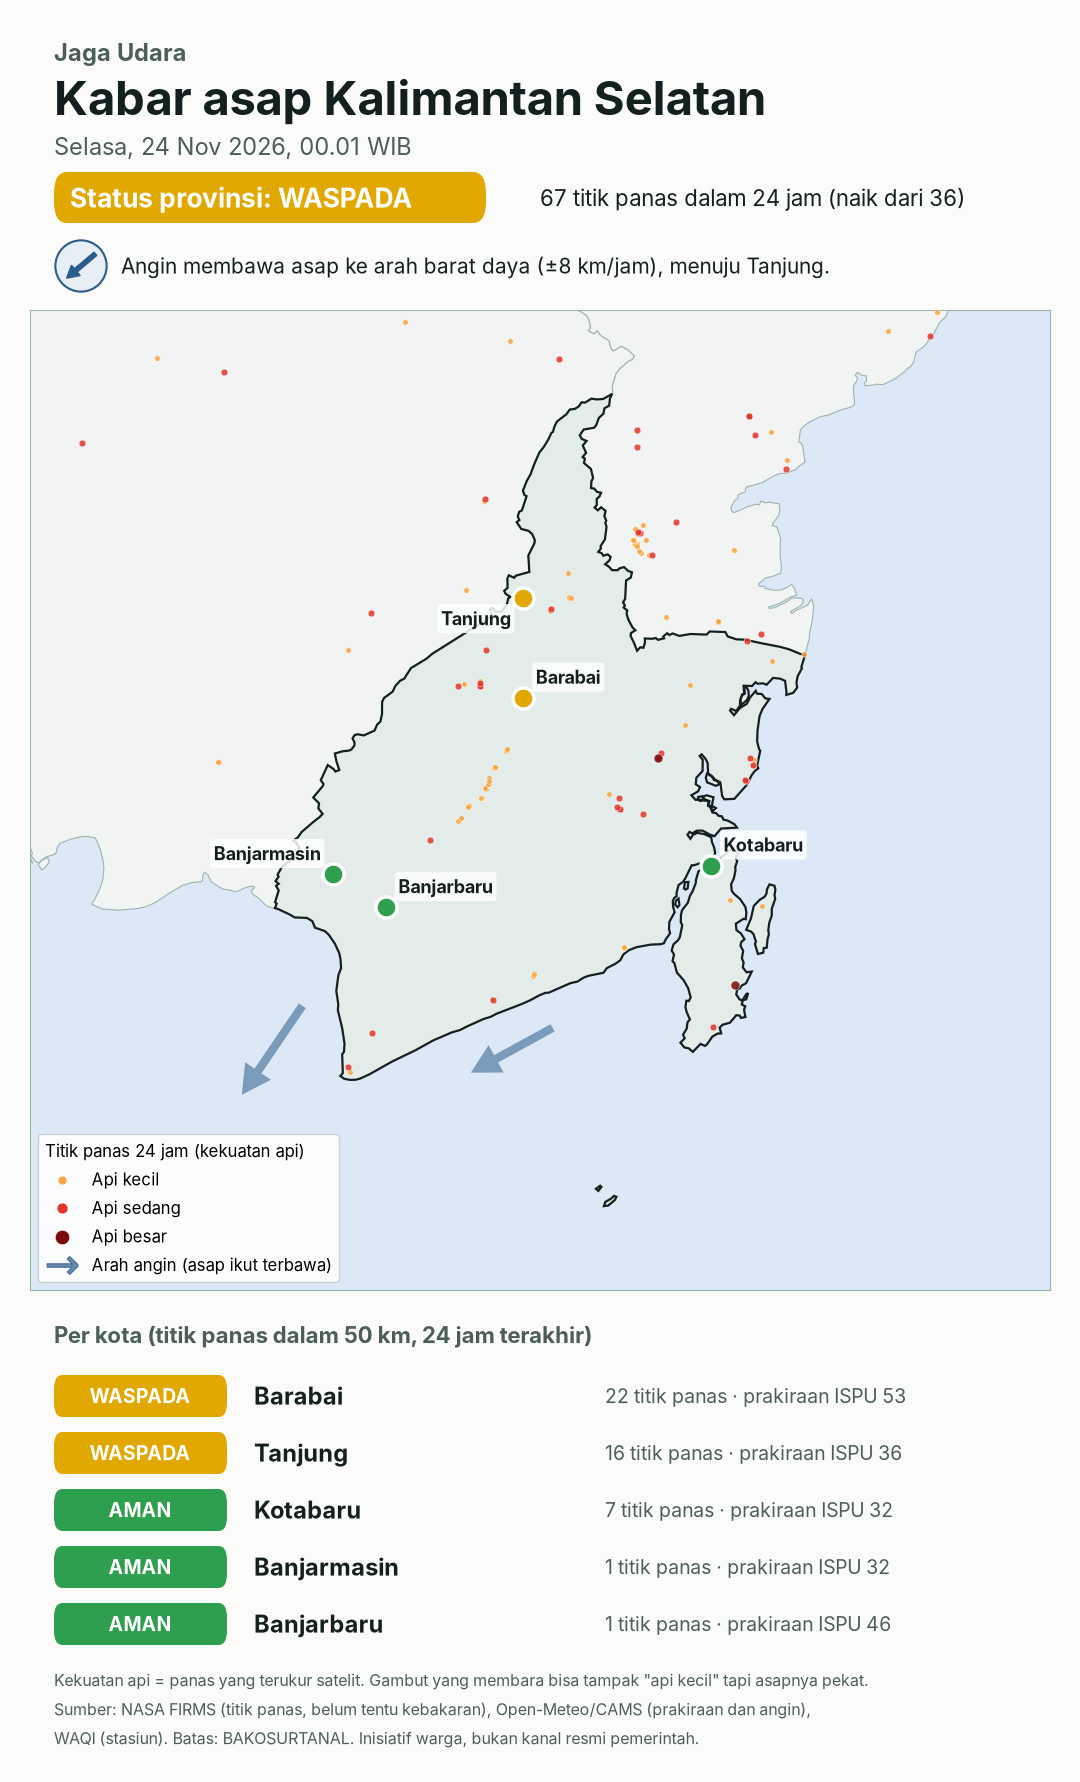 Jaga Udara
Kabar asap Kalimantan Selatan
Selasa, 24 Nov 2026, 00.01 WIB
Status provinsi: WASPADA
67 titik panas dalam 24 jam (naik dari 36)
Angin membawa asap ke arah barat daya (±8 km/jam), menuju Tanjung.
Tanjung
Barabai
Banjarmasin
Kotabaru
Banjarbaru
Titik panas 24 jam (kekuatan api)
Api kecil
Api sedang
Api besar
Arah angin (asap ikut terbawa)
Per kota (titik panas dalam 50 km, 24 jam terakhir)
WASPADA Barabai 22 titik panas · prakiraan ISPU 53
WASPADA Tanjung 16 titik panas · prakiraan ISPU 36
AMAN Kotabaru 7 titik panas · prakiraan ISPU 32
AMAN Banjarmasin 1 titik panas · prakiraan ISPU 32
AMAN Banjarbaru 1 titik panas · prakiraan ISPU 46
Kekuatan api = panas yang terukur satelit. Gambut yang membara bisa tampak "api kecil" tapi asapnya pekat.
Sumber: NASA FIRMS (titik panas, belum tentu kebakaran), Open-Meteo/CAMS (prakiraan dan angin),
WAQI (stasiun). Batas: BAKOSURTANAL. Inisiatif warga, bukan kanal resmi pemerintah.